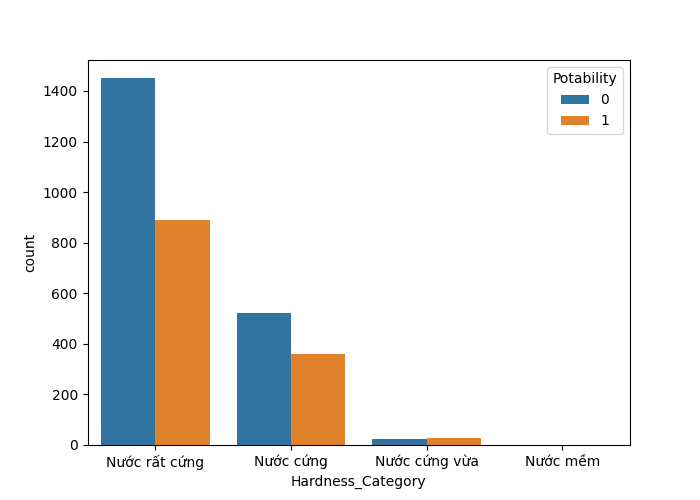 Potability
0
1
1400
1200
1000
800
600
400
200
0
count
Nước rất cứng Nước cứng Nước cứng vừa Nước mềm
Hardness_Category